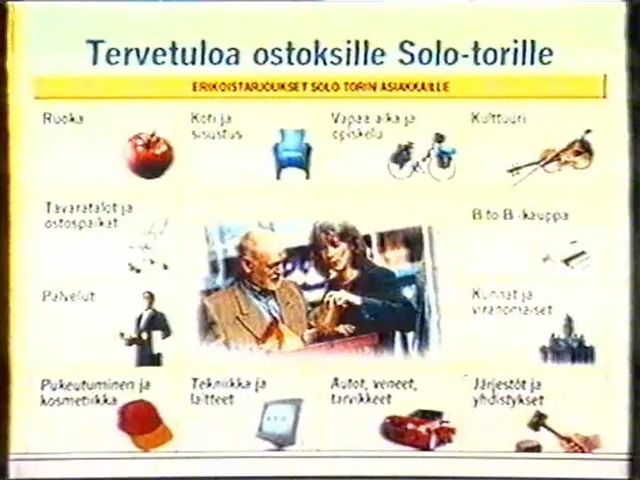 Tervetuloa ostoksille Solo-torille
ERIKOISTARJOUKSET SOLO-TORIN ASIAKKAILLE
Ruoka
Koti ja
sisustus
Vapaa-aika ja
opiskelu
Kulttuuri
Tavaratalot ja
ostospaikat
B to B -kauppa
Palvelut
Kunnat ja
viranomaiset
Pukeutuminen ja
kosmetiikka
Tekniikka ja
laitteet
Autot, veneet,
tarvikkeet
Järjestöt ja
yhdistykset